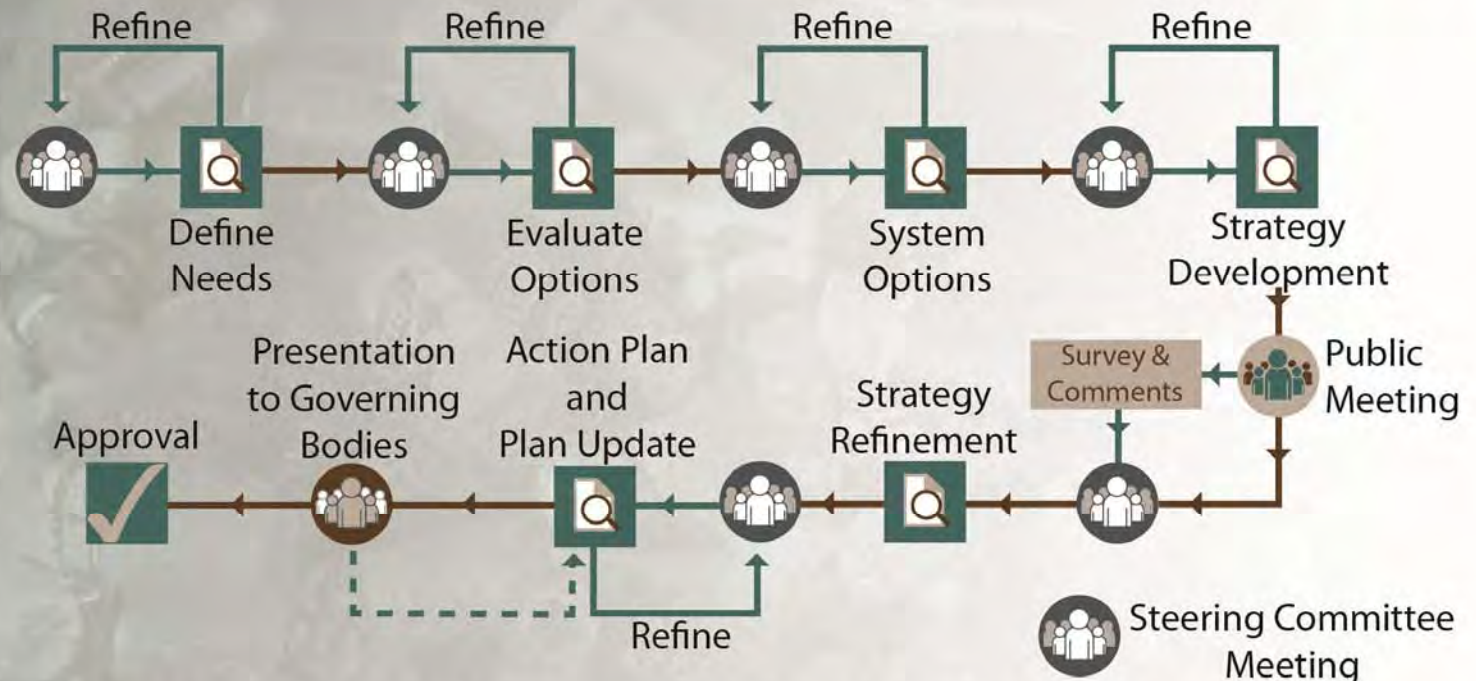 Refine
Refine
Refine
Refine
Define
Needs
Evaluate
Options
System
Options
Strategy
Development
Public
Meeting
Survey &
Comments
Strategy
Refinement
Action Plan
and
Plan Update
Presentation
to Governing
Bodies
Approval
Refine
Steering Committee
Meeting